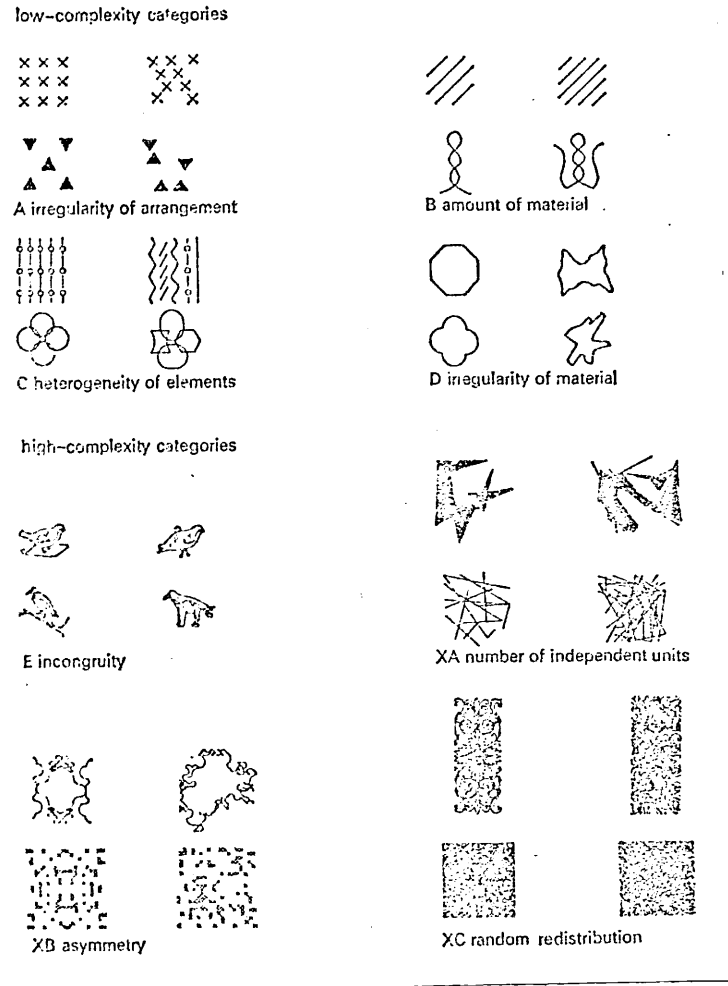 low–complexity categories
A irregularity of arrangement
B amount of material
C heterogeneity of elements
D irregularity of material
high–complexity categories
E incongruity
XA number of independent units
XB asymmetry
XC random redistribution